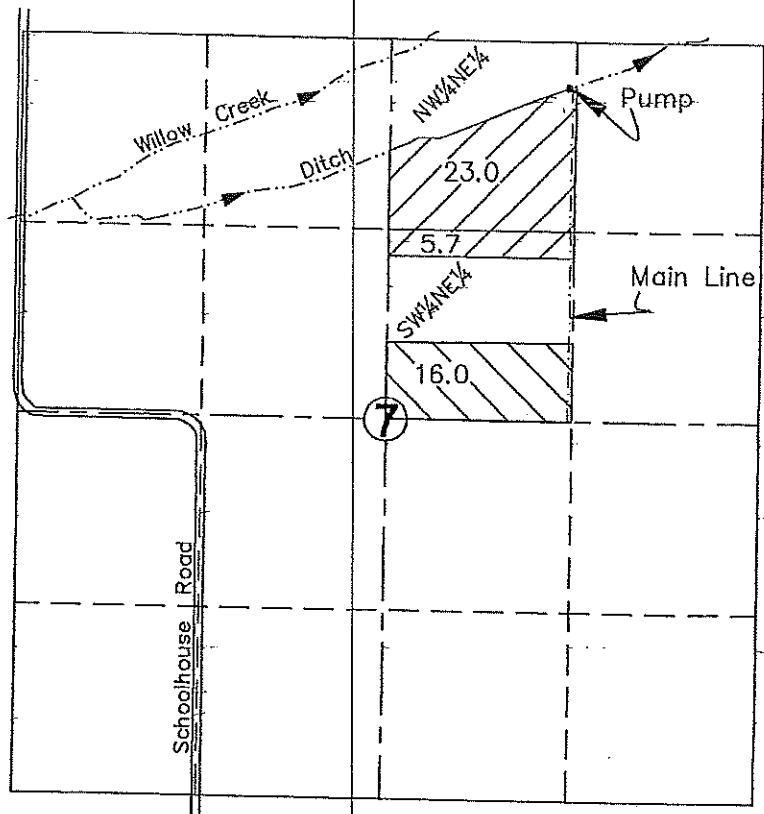 NW¼NE¼
Willow Creek
Pump
Ditch
23.0
5.7
SW¼NE¼
Main Line
16.0
7
Schoolhouse Road